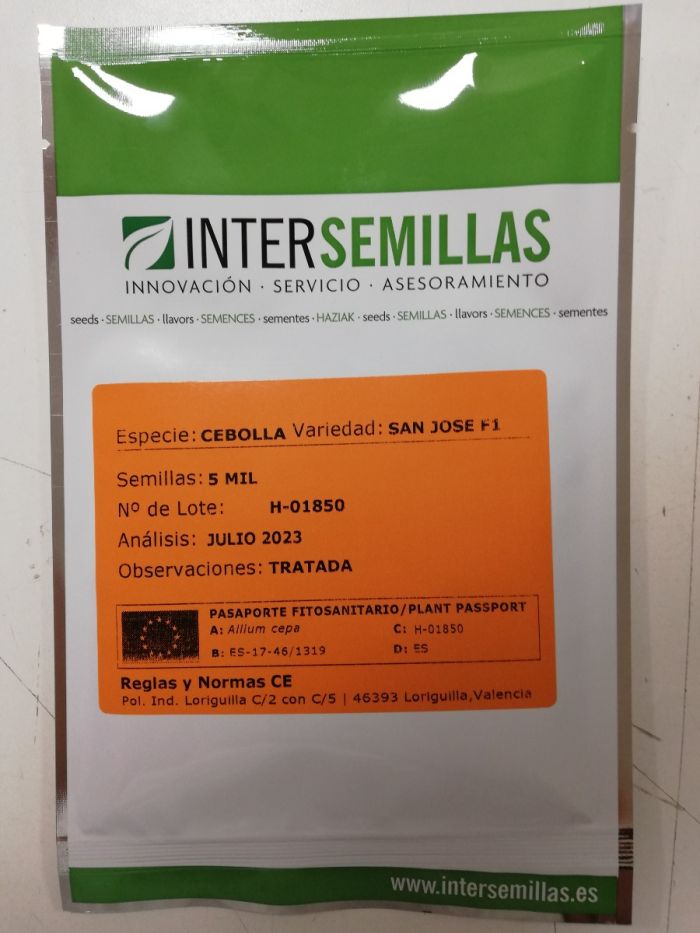 INTERSEMILLAS
INNOVACIÓN · SERVICIO · ASESORAMIENTO
seeds · SEMILLAS · llavors · SEMENCES · sementes · HAZIAK · seeds · SEMILLAS · llavors · SEMENCES · sementes
Especie: CEBOLLA Variedad: SAN JOSE F1
Semillas: 5 MIL
Nº de Lote: H-01850
Análisis: JULIO 2023
Observaciones: TRATADA
PASAPORTE FITOSANITARIO/PLANT PASSPORT
A: Allium cepa C: H-01850
B: ES-17-46/1319 D: ES
Reglas y Normas CE
Pol. Ind. Loriguilla C/2 con C/5 | 46393 Loriguilla,Valencia
www.intersemillas.es